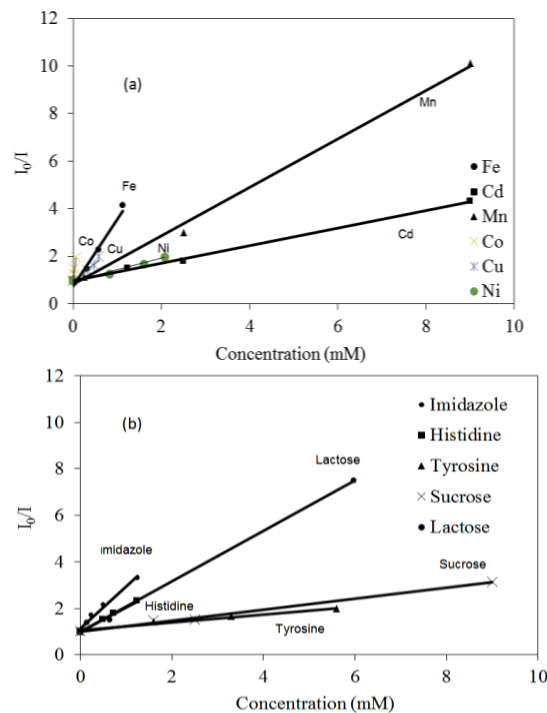 12
(a)
10
Mn
8
I₀/I
6
Fe
Fe
4
Cd
Co
Cu
Ni
Mn
Cd
Co
2
Cu
0
Ni
0 2 4 6 8 10
Concentration (mM)
12
(b)
Imidazole
10
Histidine
Lactose
Tyrosine
8
Sucrose
I₀/I
6
Lactose
ımidazole
4
Sucrose
Histidine
2
Tyrosine
0
0 2 4 6 8 10
Concentration (mM)